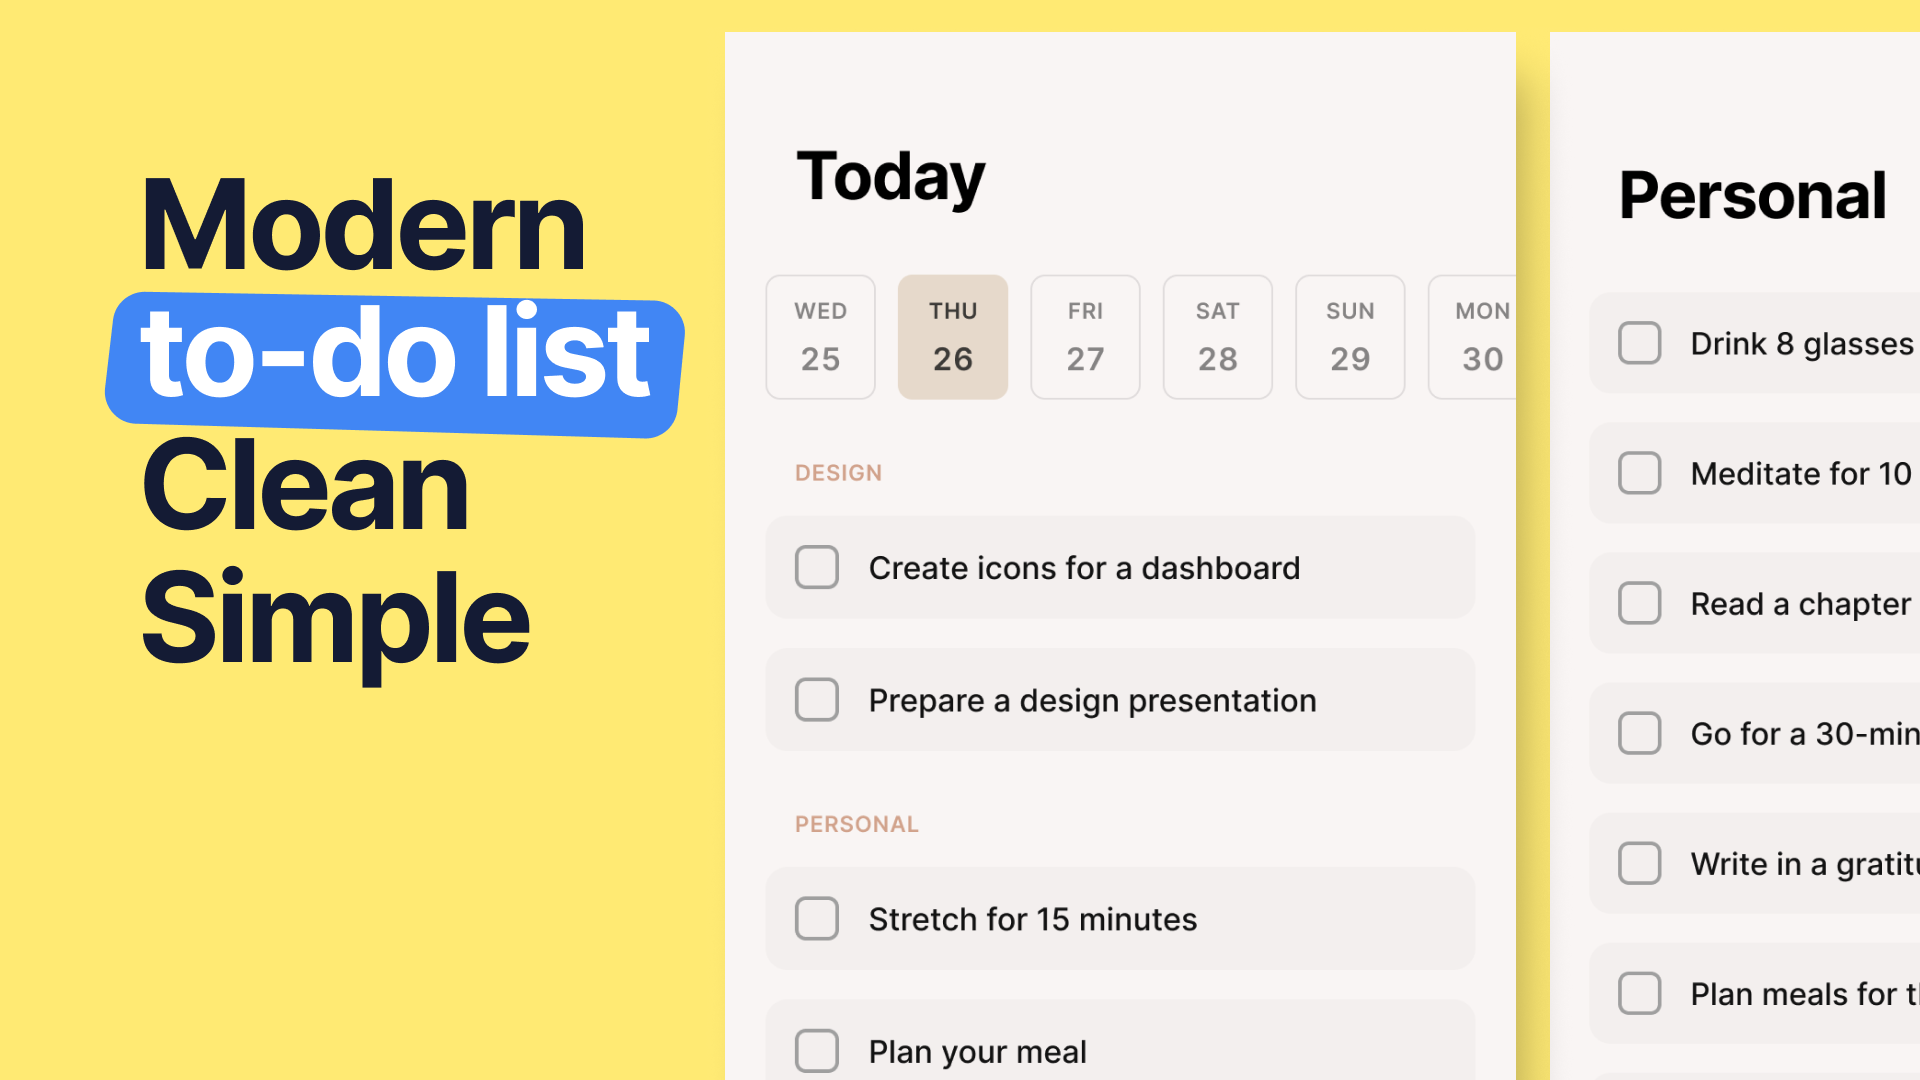 Modern
to-do list
Clean
Simple
Today
WED THU FRI SAT SUN MON
25 26 27 28 29 30
DESIGN
Create icons for a dashboard
Prepare a design presentation
PERSONAL
Stretch for 15 minutes
Plan your meal
Personal
Drink 8 glasses
Meditate for 10
Read a chapter
Go for a 30-min
Write in a
Plan meals for